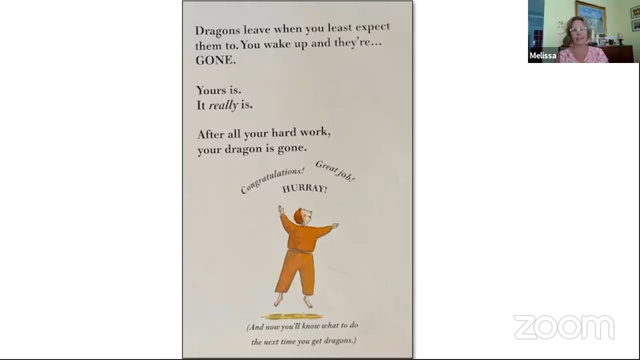 Dragons leave when you least expect
them to. You wake up and they're…
GONE.
Yours is.
It really is.
After all your hard work,
your dragon is gone.
Congratulations!
Great job!
HURRAY!
(And now you'll know what to do
the next time you get dragons.)
Melissa
zoom